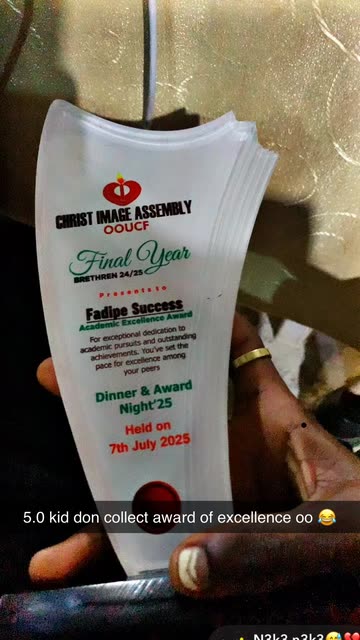 CHRIST IMAGE ASSEMBLY
OOUCF
Final Year
BRETHREN 24/25
Presents to
Fadipe Success
Academic Excellence Award
For exceptional dedication to
academic pursuits and outstanding
achievements. You've set the
pace for excellence among
your peers
Dinner & Award
Night'25
Held on
7th July 2025
5.0 kid don collect award of excellence oo 😂
N3k3 n3k3😅💔